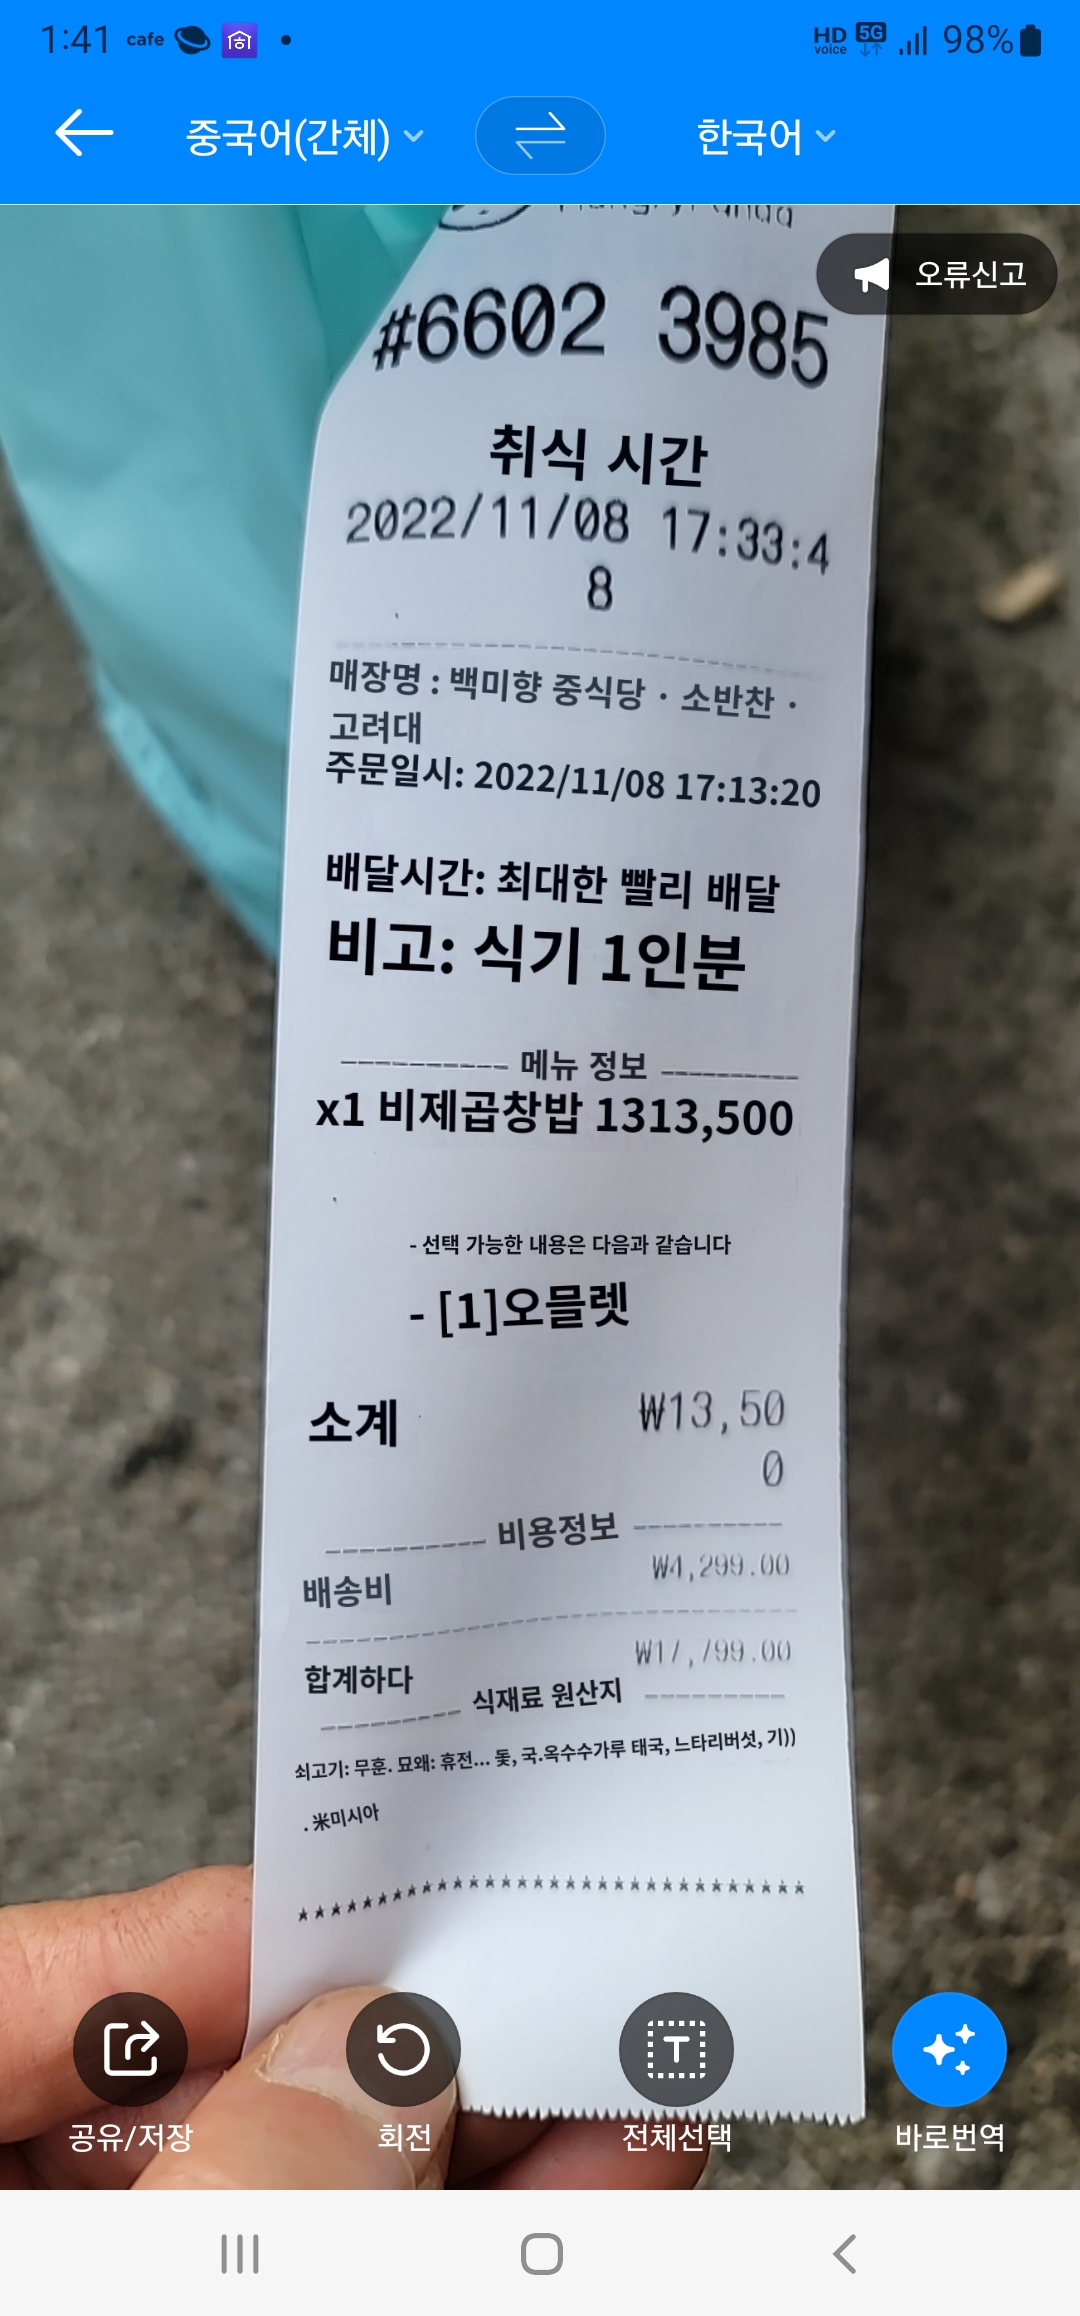 1:41 cafe HD voice 5G 98%
중국어(간체) 한국어
오류신고
#6602 3985
취식 시간
2022/11/08 17:33:4
8
매장명 : 백미향 중식당 · 소반찬 ·
고려대
주문일시: 2022/11/08 17:13:20
배달시간: 최대한 빨리 배달
비고: 식기 1인분
---------- 메뉴 정보 ----------
x1 비제곱창밥 1313,500
- 선택 가능한 내용은 다음과 같습니다
- [1]오믈렛
소계 ₩13,50
0
---------- 비용정보 ----------
배송비 ₩4,299.00
합계하다 ₩17,799.00
---------- 식재료 원산지 ----------
쇠고기: 무훈. 묘왜: 휴전... 돛, 국.옥수수가루 태국, 느타리버섯, 기))
. 米미시아
********************************
공유/저장 회전 전체선택 바로번역